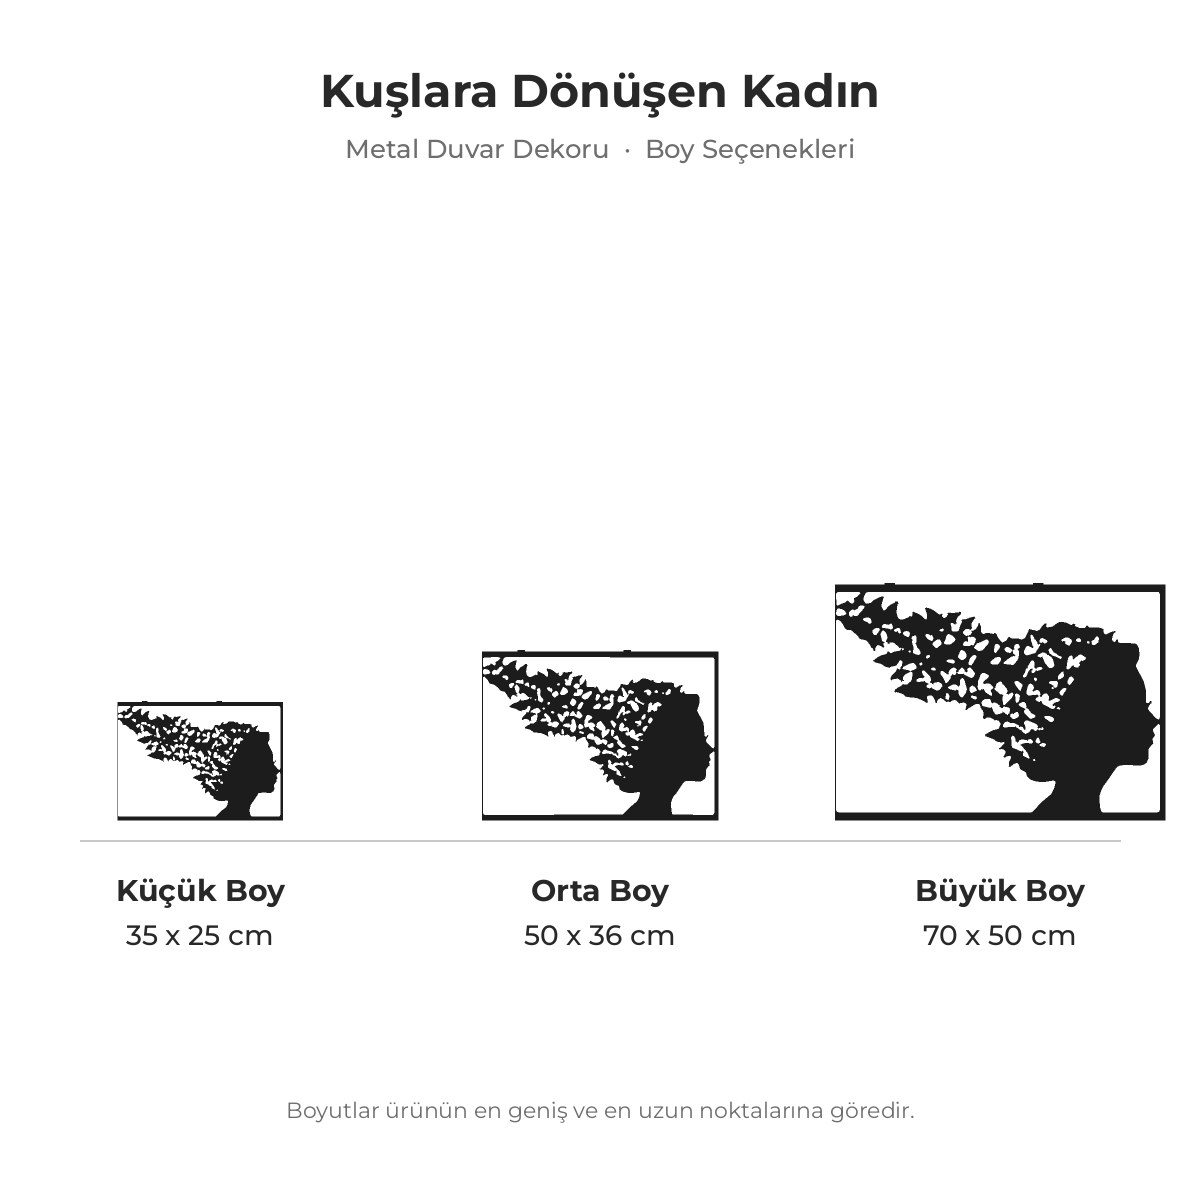 Kuşlara Dönüşen Kadın
Metal Duvar Dekoru · Boy Seçenekleri
Küçük Boy
35 x 25 cm
Orta Boy
50 x 36 cm
Büyük Boy
70 x 50 cm
Boyutlar ürünün en geniş ve en uzun noktalarına göredir.